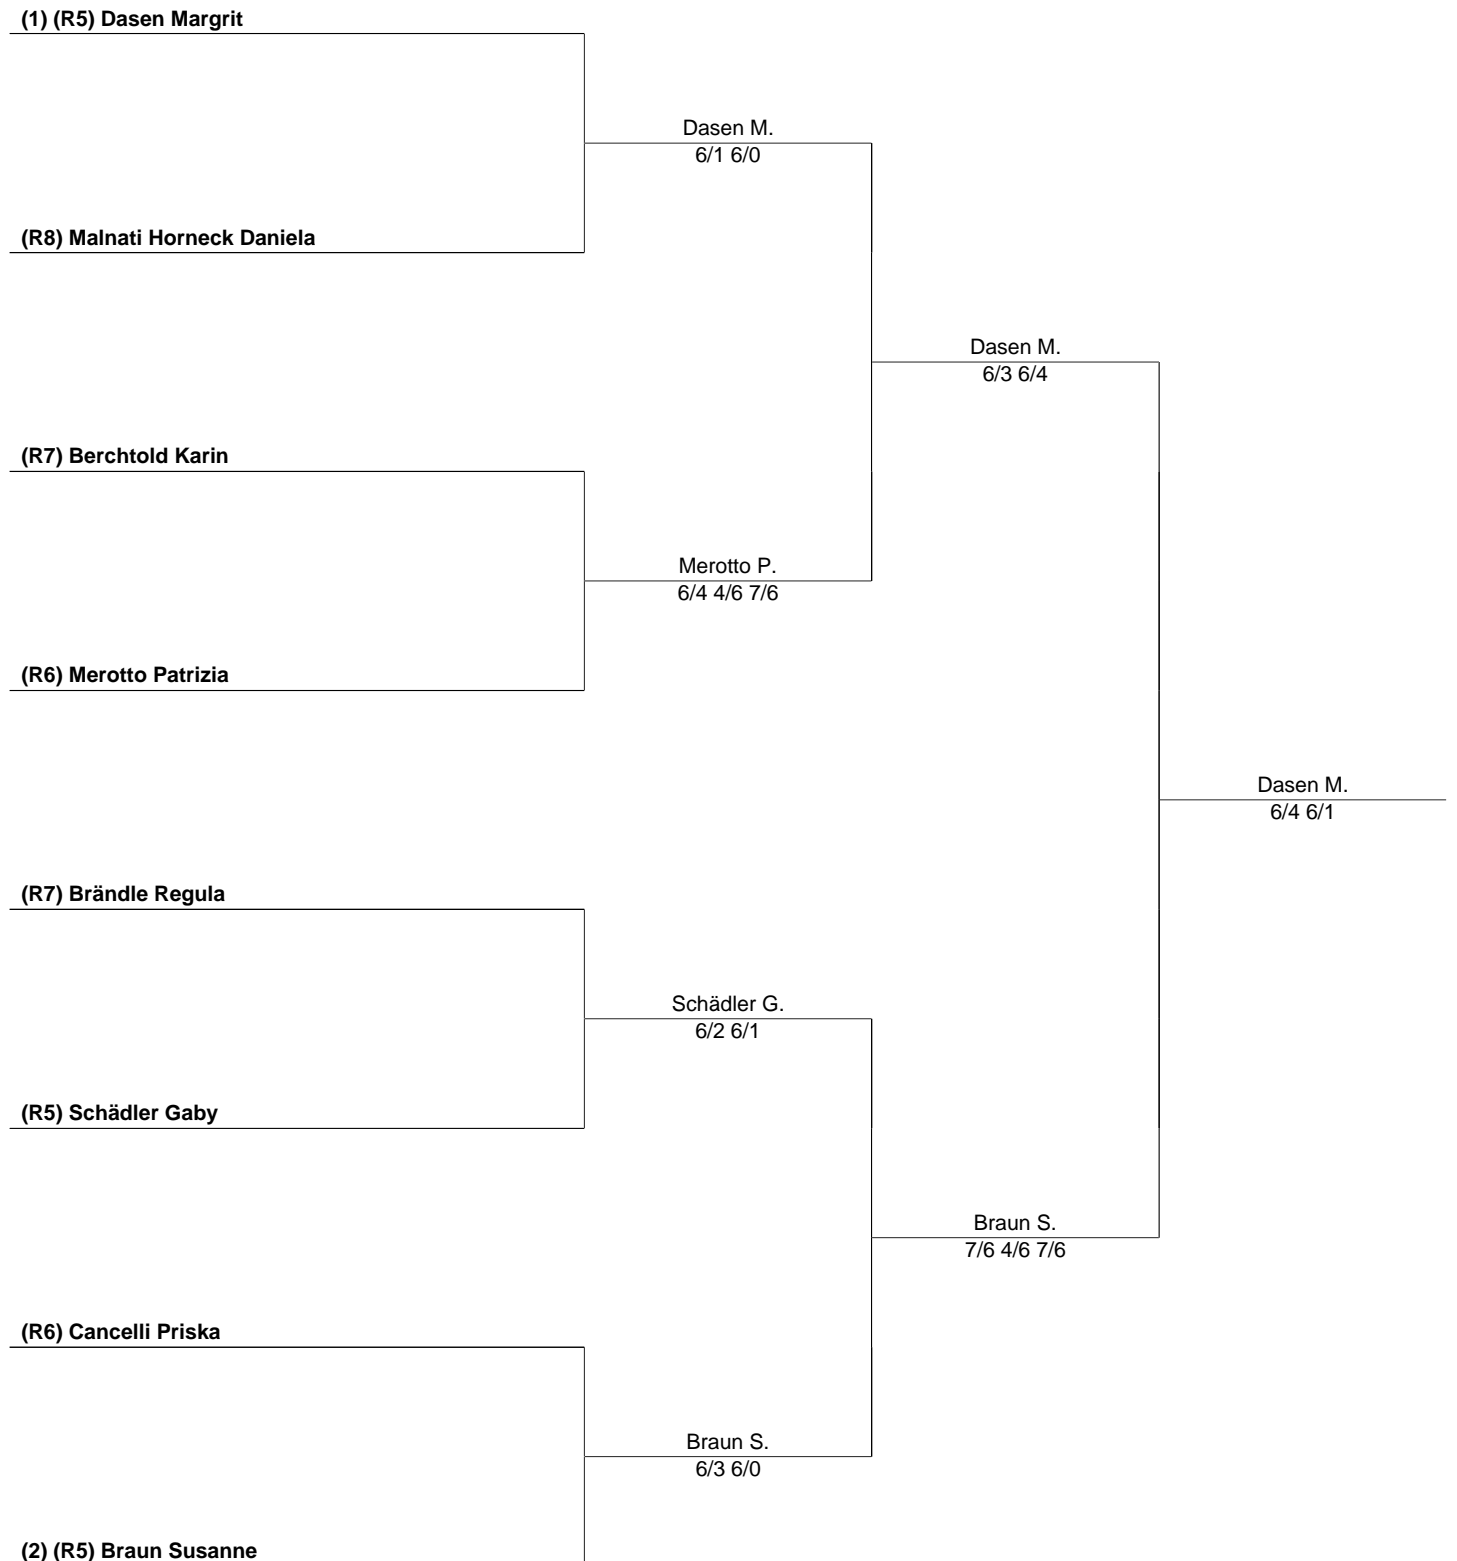 (1) (R5) Dasen Margrit
Dasen M.
6/1 6/0
(R8) Malnati Horneck Daniela
Dasen M.
6/3 6/4
(R7) Berchtold Karin
Merotto P.
6/4 4/6 7/6
(R6) Merotto Patrizia
Dasen M.
6/4 6/1
(R7) Brändle Regula
Schädler G.
6/2 6/1
(R5) Schädler Gaby
Braun S.
7/6 4/6 7/6
(R6) Cancelli Priska
Braun S.
6/3 6/0
(2) (R5) Braun Susanne